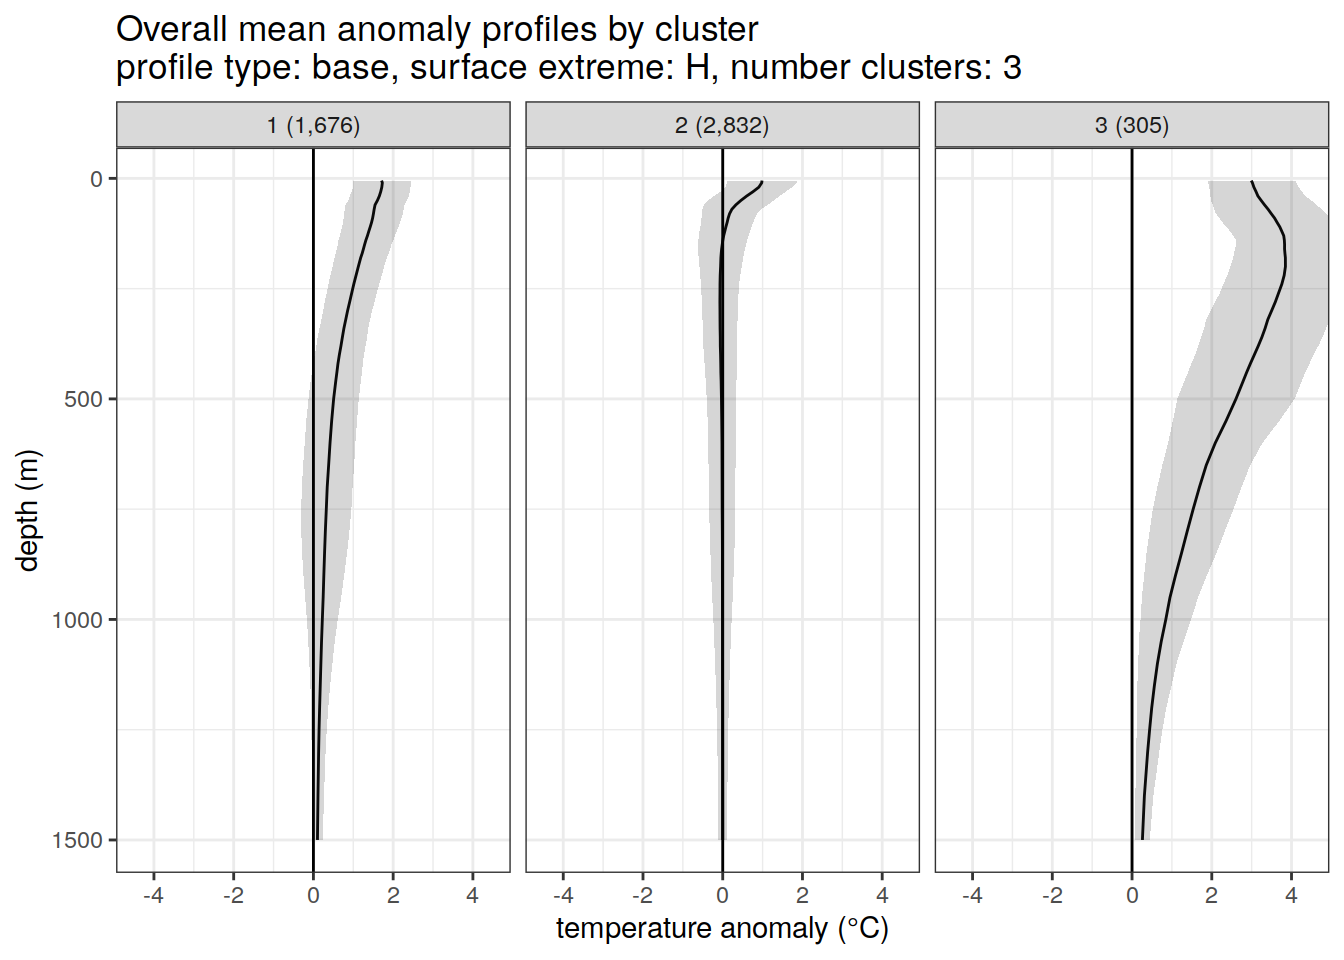 Overall mean anomaly profiles by cluster
profile type: base, surface extreme: H, number clusters: 3
1 (1,676)
2 (2,832)
3 (305)
0
500
1000
1500
depth (m)
-4 -2 0 2 4
-4 -2 0 2 4
-4 -2 0 2 4
temperature anomaly (°C)